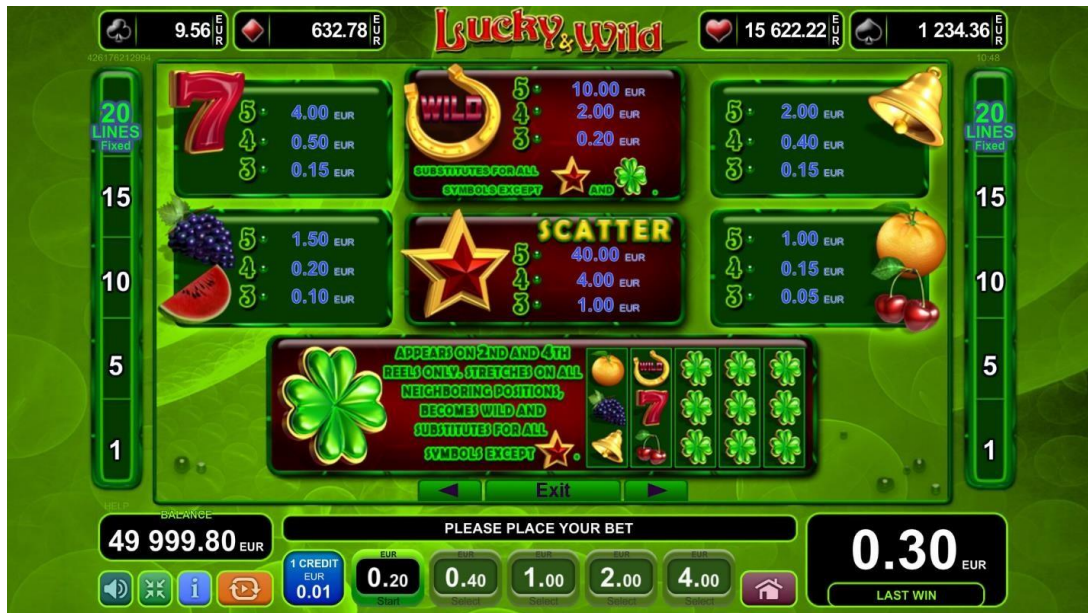 9.56 EUR
632.78 EUR
Lucky & Wild
15 622.22 EUR
1 234.36 EUR
426178212994
10:48
20
LINES
Fixed
15
10
5
1
5 4.00 EUR
4 0.50 EUR
3 0.15 EUR
WILD
5 10.00 EUR
4 2.00 EUR
3 0.20 EUR
SUBSTITUTES FOR ALL
SYMBOLS EXCEPT AND .
5 2.00 EUR
4 0.40 EUR
3 0.15 EUR
5 1.50 EUR
4 0.20 EUR
3 0.10 EUR
SCATTER
5 40.00 EUR
4 4.00 EUR
3 1.00 EUR
5 1.00 EUR
4 0.15 EUR
3 0.05 EUR
20
LINES
Fixed
15
10
5
1
APPEARS ON 2ND AND 4TH
REELS ONLY. STRETCHES ON ALL
NEIGHBORING POSITIONS,
BECOMES WILD AND
SUBSTITUTES FOR ALL
SYMBOLS EXCEPT .
WILD
7
Exit
HELP
BALANCE
49 999.80 EUR
PLEASE PLACE YOUR BET
1 CREDIT
EUR
0.01
EUR
0.20
Start
EUR
0.40
Select
EUR
1.00
Select
EUR
2.00
Select
EUR
4.00
Select
0.30 EUR
LAST WIN